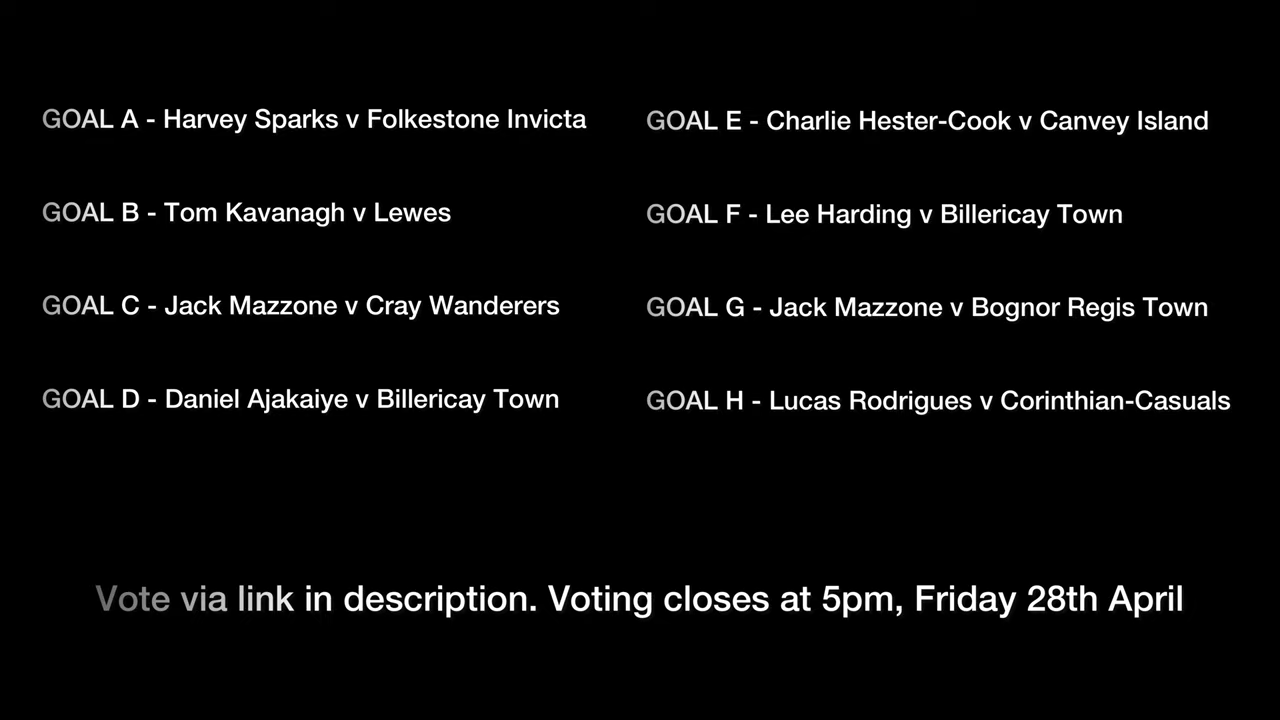 GOAL A - Harvey Sparks v Folkestone Invicta
GOAL B - Tom Kavanagh v Lewes
GOAL C - Jack Mazzone v Cray Wanderers
GOAL D - Daniel Ajakaiye v Billericay Town
GOAL E - Charlie Hester-Cook v Canvey Island
GOAL F - Lee Harding v Billericay Town
GOAL G - Jack Mazzone v Bognor Regis Town
GOAL H - Lucas Rodrigues v Corinthian-Casuals
Vote via link in description. Voting closes at 5pm, Friday 28th April